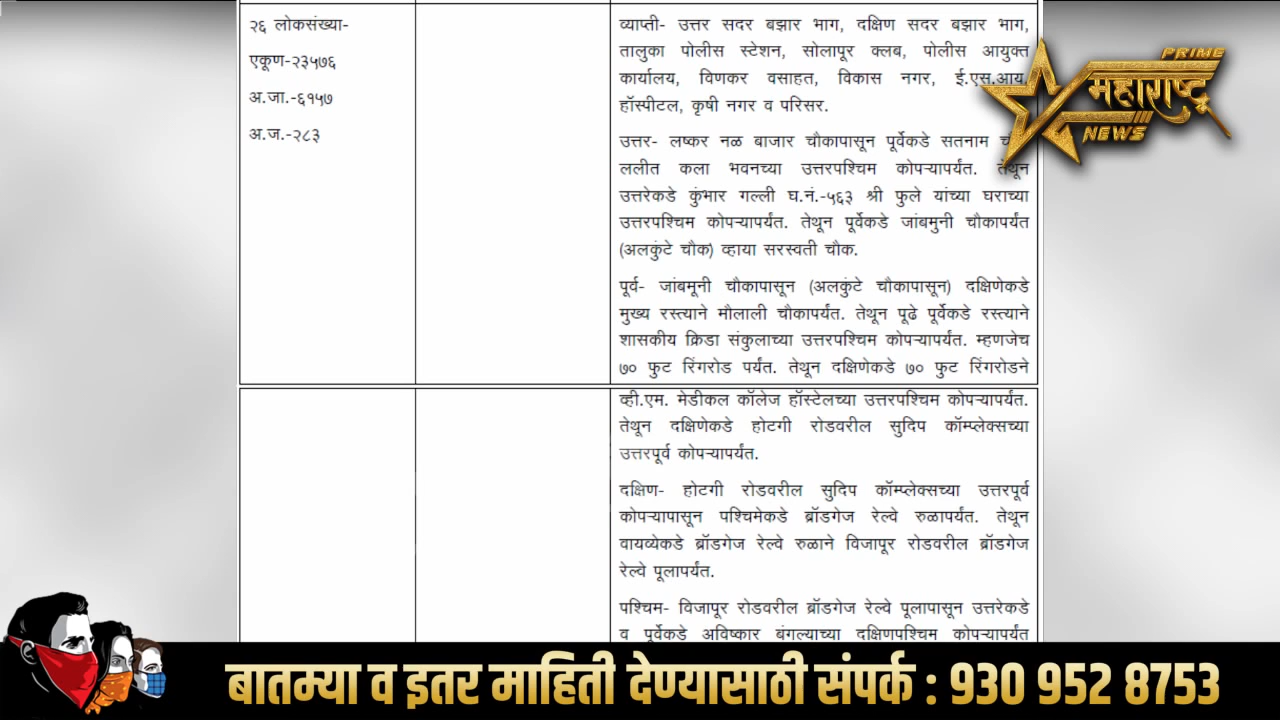 २६ लोकसंख्या-
एकूण-२३५७६
अ.जा.-६१५७
अ.ज.-२८३
व्याप्ती- उत्तर सदर बझार भाग, दक्षिण सदर बझार भाग,
तालुका पोलीस स्टेशन, सोलापूर क्लब, पोलीस आयुक्त
कार्यालय, विणकर वसाहत, विकास नगर, ई.एस.आय.
हॉस्पीटल, कृषी नगर व परिसर.
उत्तर- लष्कर नळ बाजार चौकापासून पूर्वेकडे सतनाम
ललीत कला भवनच्या उत्तरपश्चिम कोपऱ्यापर्यंत. तेथून
उत्तरेकडे कुंभार गल्ली घ.नं.-५६३ श्री फुले यांच्या घराच्या
उत्तरपश्चिम कोपऱ्यापर्यंत. तेथून पूर्वेकडे जांबमुनी चौकापर्यंत
(अलकुंटे चौक) व्हाया सरस्वती चौक.
पूर्व- जांबमूनी चौकापासून (अलकुंटे चौकापासून) दक्षिणेकडे
मुख्य रस्त्याने मौलाली चौकापर्यंत. तेथून पूढे पूर्वेकडे रस्त्याने
शासकीय क्रिडा संकुलाच्या उत्तरपश्चिम कोपऱ्यापर्यंत. म्हणजेच
७० फुट रिंगरोड पर्यंत. तेथून दक्षिणेकडे ७० फुट रिंगरोडने
व्ही.एम. मेडीकल कॉलेज हॉस्टेलच्या उत्तरपश्चिम कोपऱ्यापर्यंत.
तेथून दक्षिणेकडे होटगी रोडवरील सुदिप कॉम्प्लेक्सच्या
उत्तरपूर्व कोपऱ्यापर्यंत.
दक्षिण- होटगी रोडवरील सुदिप कॉम्प्लेक्सच्या उत्तरपूर्व
कोपऱ्यापासून पश्चिमेकडे ब्रॉडगेज रेल्वे रुळापर्यंत. तेथून
वायव्येकडे ब्रॉडगेज रेल्वे रुळाने विजापूर रोडवरील ब्रॉडगेज
रेल्वे पूलापर्यंत.
पश्चिम- विजापूर रोडवरील ब्रॉडगेज रेल्वे पूलापासून उत्तरेकडे
व पूर्वेकडे अविष्कार बंगल्याच्या दक्षिणपश्चिम कोपऱ्यापर्यंत
PRIME
महाराष्ट्र
NEWS
बातम्या व इतर माहिती देण्यासाठी संपर्क : 930 952 8753